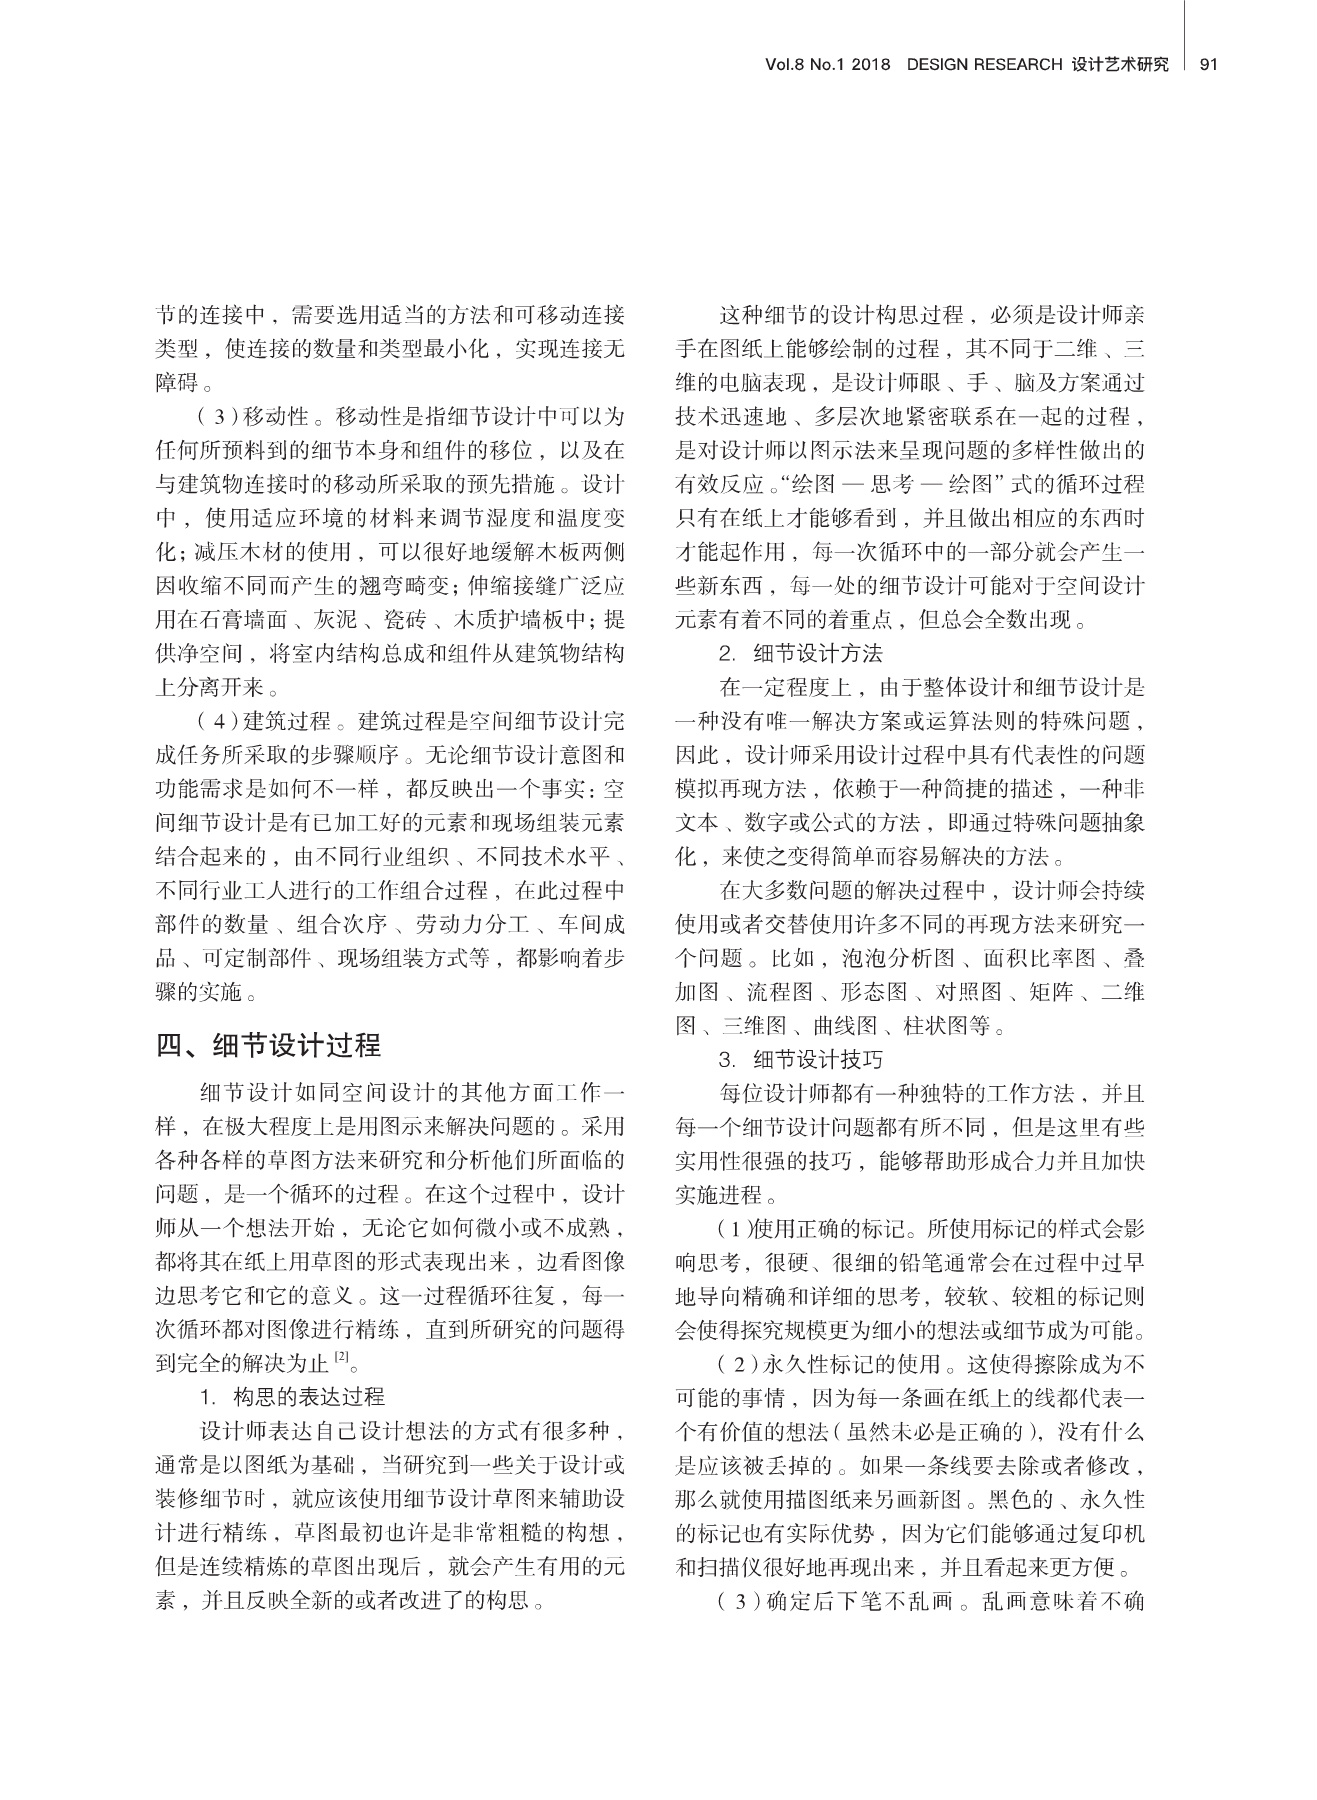 Vol.8 No.1 2018 DESIGN RESEARCH 设计艺术研究 91
节的连接中，需要选用适当的方法和可移动连接
类型，使连接的数量和类型最小化，实现连接无
障碍。
（3）移动性。移动性是指细节设计中可以为
任何所预料到的细节本身和组件的移位，以及在
与建筑物连接时的移动所采取的预先措施。设计
中，使用适应环境的材料来调节湿度和温度变
化；减压木材的使用，可以很好地缓解木板两侧
因收缩不同而产生的翘弯畸变；伸缩接缝广泛应
用在石膏墙面、灰泥、瓷砖、木质护墙板中；提
供净空间，将室内结构总成和组件从建筑物结构
上分离开来。
（4）建筑过程。建筑过程是空间细节设计完
成任务所采取的步骤顺序。无论细节设计意图和
功能需求是如何不一样，都反映出一个事实：空
间细节设计是有已加工好的元素和现场组装元素
结合起来的，由不同行业组织、不同技术水平、
不同行业工人进行的工作组合过程，在此过程中
部件的数量、组合次序、劳动力分工、车间成
品、可定制部件、现场组装方式等，都影响着步
骤的实施。
四、细节设计过程
细节设计如同空间设计的其他方面工作一
样，在极大程度上是用图示来解决问题的。采用
各种各样的草图方法来研究和分析他们所面临的
问题，是一个循环的过程。在这个过程中，设计
师从一个想法开始，无论它如何微小或不成熟，
都将其在纸上用草图的形式表现出来，边看图像
边思考它和它的意义。这一过程循环往复，每一
次循环都对图像进行精练，直到所研究的问题得
到完全的解决为止[2]。
1. 构思的表达过程
设计师表达自己设计想法的方式有很多种，
通常是以图纸为基础，当研究到一些关于设计或
装修细节时，就应该使用细节设计草图来辅助设
计进行精练，草图最初也许是非常粗糙的构想，
但是连续精炼的草图出现后，就会产生有用的元
素，并且反映全新的或者改进了的构思。
这种细节的设计构思过程，必须是设计师亲
手在图纸上能够绘制的过程，其不同于二维、三
维的电脑表现，是设计师眼、手、脑及方案通过
技术迅速地、多层次地紧密联系在一起的过程，
是对设计师以图示法来呈现问题的多样性做出的
有效反应。“绘图 — 思考 — 绘图” 式的循环过程
只有在纸上才能够看到，并且做出相应的东西时
才能起作用，每一次循环中的一部分就会产生一
些新东西，每一处的细节设计可能对于空间设计
元素有着不同的着重点，但总会全数出现。
2. 细节设计方法
在一定程度上，由于整体设计和细节设计是
一种没有唯一解决方案或运算法则的特殊问题，
因此，设计师采用设计过程中具有代表性的问题
模拟再现方法，依赖于一种简捷的描述，一种非
文本、数字或公式的方法，即通过特殊问题抽象
化，来使之变得简单而容易解决的方法。
在大多数问题的解决过程中，设计师会持续
使用或者交替使用许多不同的再现方法来研究一
个问题。比如，泡泡分析图、面积比率图、叠
加图、流程图、形态图、对照图、矩阵、二维
图、三维图、曲线图、柱状图等。
3. 细节设计技巧
每位设计师都有一种独特的工作方法，并且
每一个细节设计问题都有所不同，但是这里有些
实用性很强的技巧，能够帮助形成合力并且加快
实施进程。
（1）使用正确的标记。所使用标记的样式会影
响思考，很硬、很细的铅笔通常会在过程中过早
地导向精确和详细的思考，较软、较粗的标记则
会使得探究规模更为细小的想法或细节成为可能。
（2）永久性标记的使用。这使得擦除成为不
可能的事情，因为每一条画在纸上的线都代表一
个有价值的想法（虽然未必是正确的），没有什么
是应该被丢掉的。如果一条线要去除或者修改，
那么就使用描图纸来另画新图。黑色的、永久性
的标记也有实际优势，因为它们能够通过复印机
和扫描仪很好地再现出来，并且看起来更方便。
（3）确定后下笔不乱画。乱画意味着不确